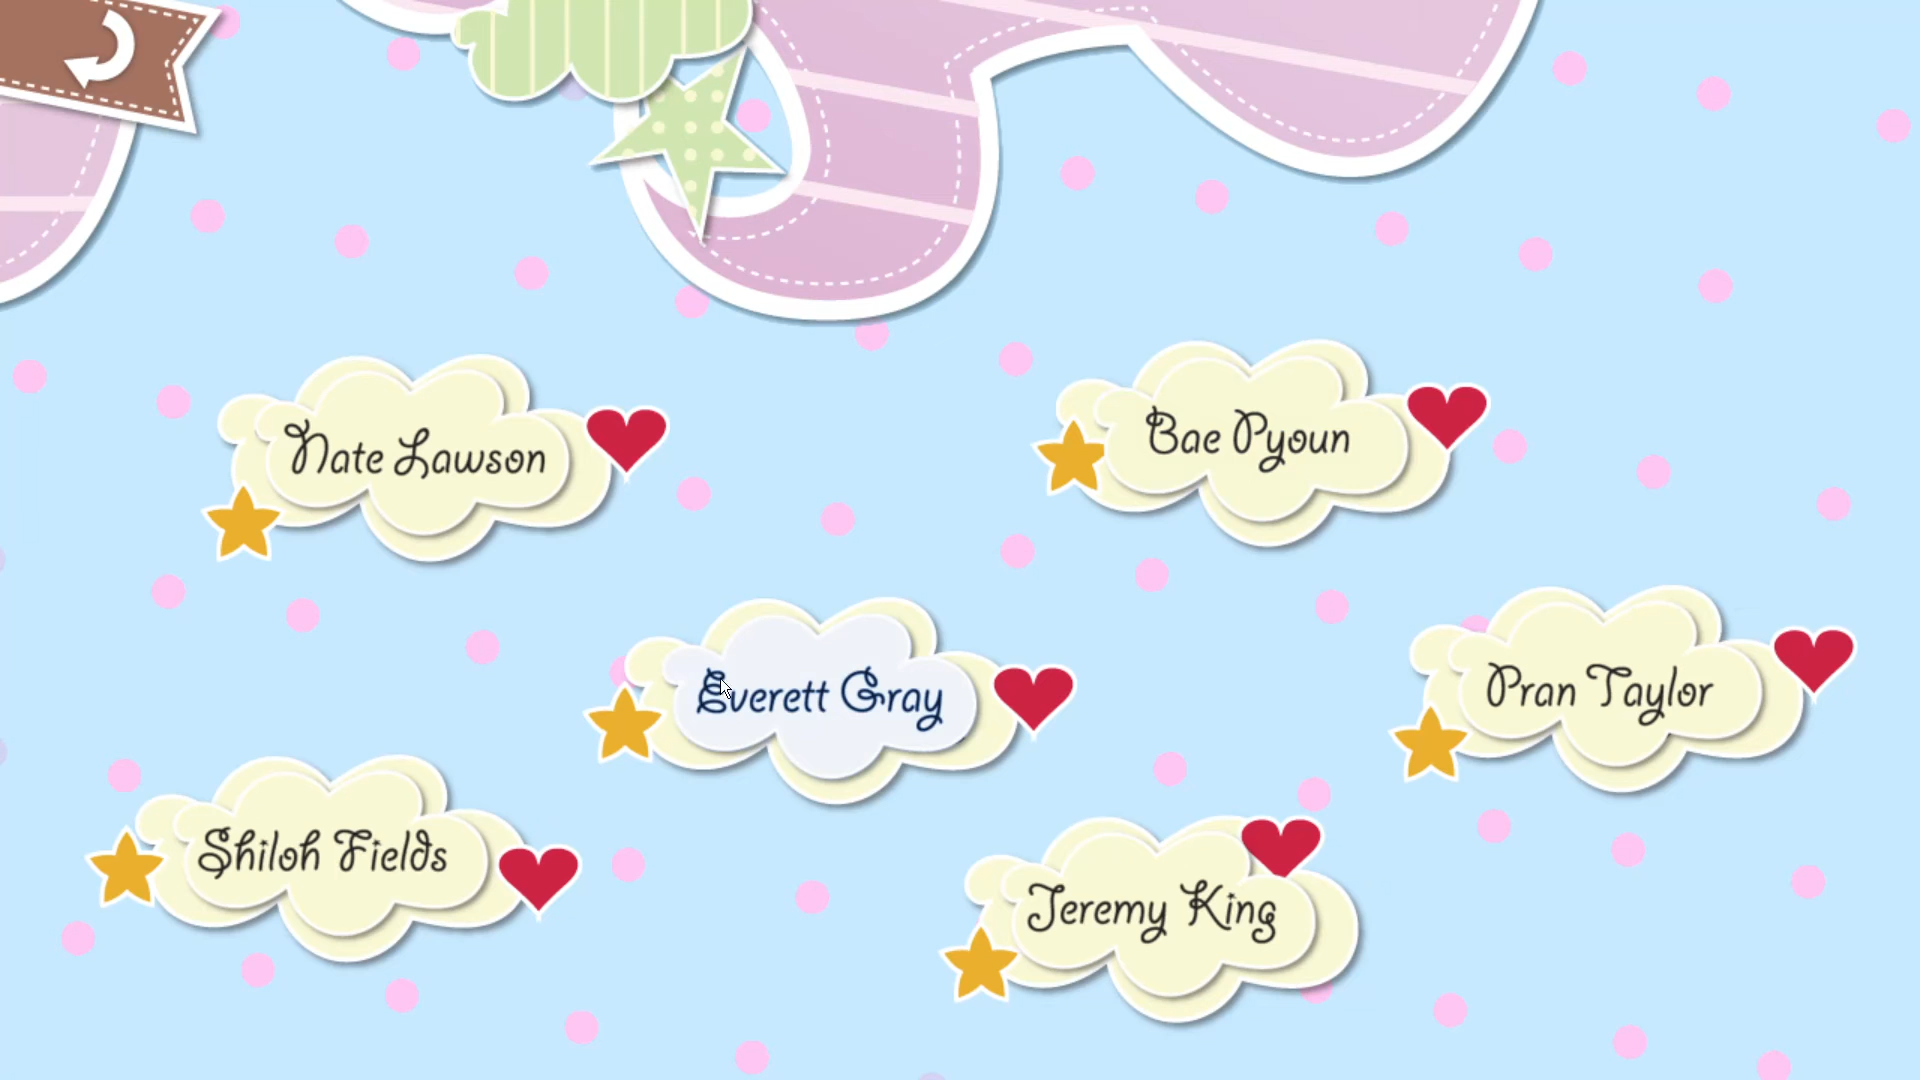 Nate Lawson
Bae Pyoun
Everett Gray
Pran Taylor
Shiloh Fields
Jeremy King